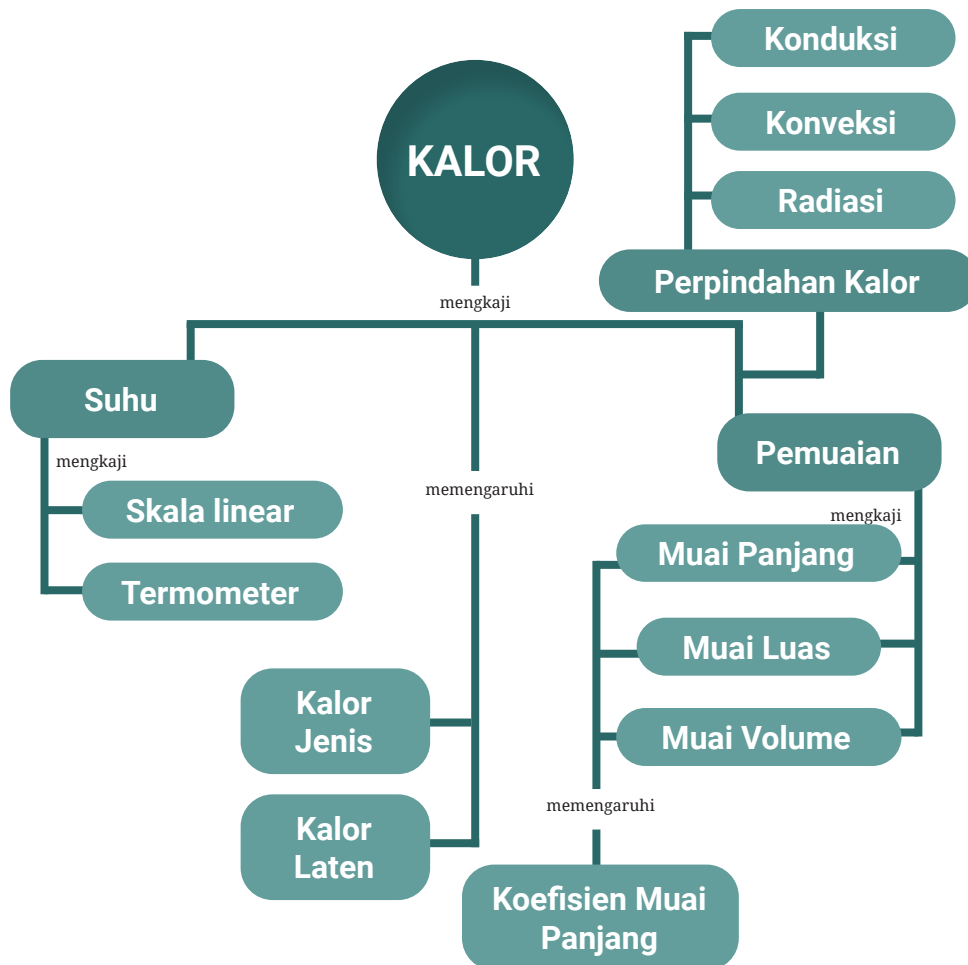 Konduksi
Konveksi
KALOR
Radiasi
Perpindahan Kalor
mengkaji
Suhu
Pemuaian
mengkaji
memengaruhi
Skala linear
mengkaji
Muai Panjang
Termometer
Muai Luas
Kalor
Jenis
Muai Volume
memengaruhi
Kalor
Laten
Koefisien Muai
Panjang